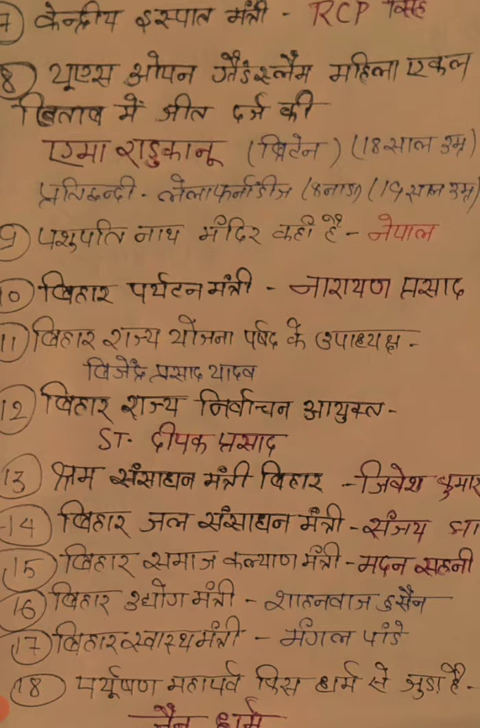 7) केन्द्रीय इस्पात मंत्री - RCP सिंह
8) यूएस ओपन ग्रैंडस्लैम महिला एकल
खिताब में जीत दर्ज की
एमा राडुकानू (ब्रिटेन) (18 साल उम्र)
प्रतिद्वन्दी - लेलाफर्नांडीज (कनाडा) (19 साल उम्र)
9) पशुपति नाथ मंदिर कहाँ है - नेपाल
10) बिहार पर्यटन मंत्री - नारायण प्रसाद
11) बिहार राज्य योजना पर्षद के उपाध्यक्ष -
बिजेंद्र प्रसाद यादव
12) बिहार राज्य निर्वाचन आयुक्त -
डा. दीपक प्रसाद
13) श्रम संसाधन मंत्री बिहार - जिवेश कुमार
14) बिहार जल संसाधन मंत्री - संजय झा
15) बिहार समाज कल्याण मंत्री - मदन सहनी
16) बिहार उद्योग मंत्री - शाहनवाज हुसैन
17) बिहार स्वास्थ मंत्री - मंगल पांडे
18) पर्यूषण महापर्व किस धर्म से जुड़ा है -
जैन धर्म